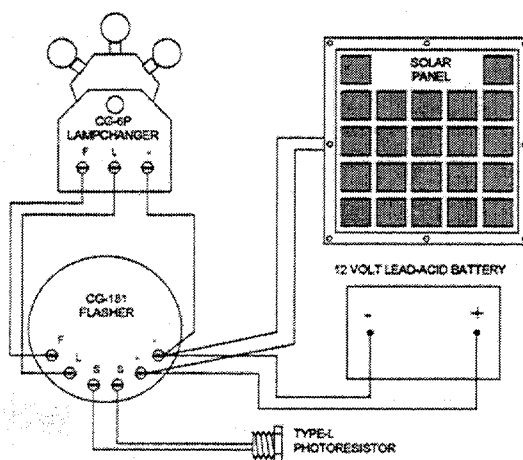 CG-6P
LAMPCHANGER
F L -
SOLAR
PANEL
12 VOLT LEAD-ACID BATTERY
- +
CG-181
FLASHER
F
L
S
S
TYPE-L
PHOTORESISTOR